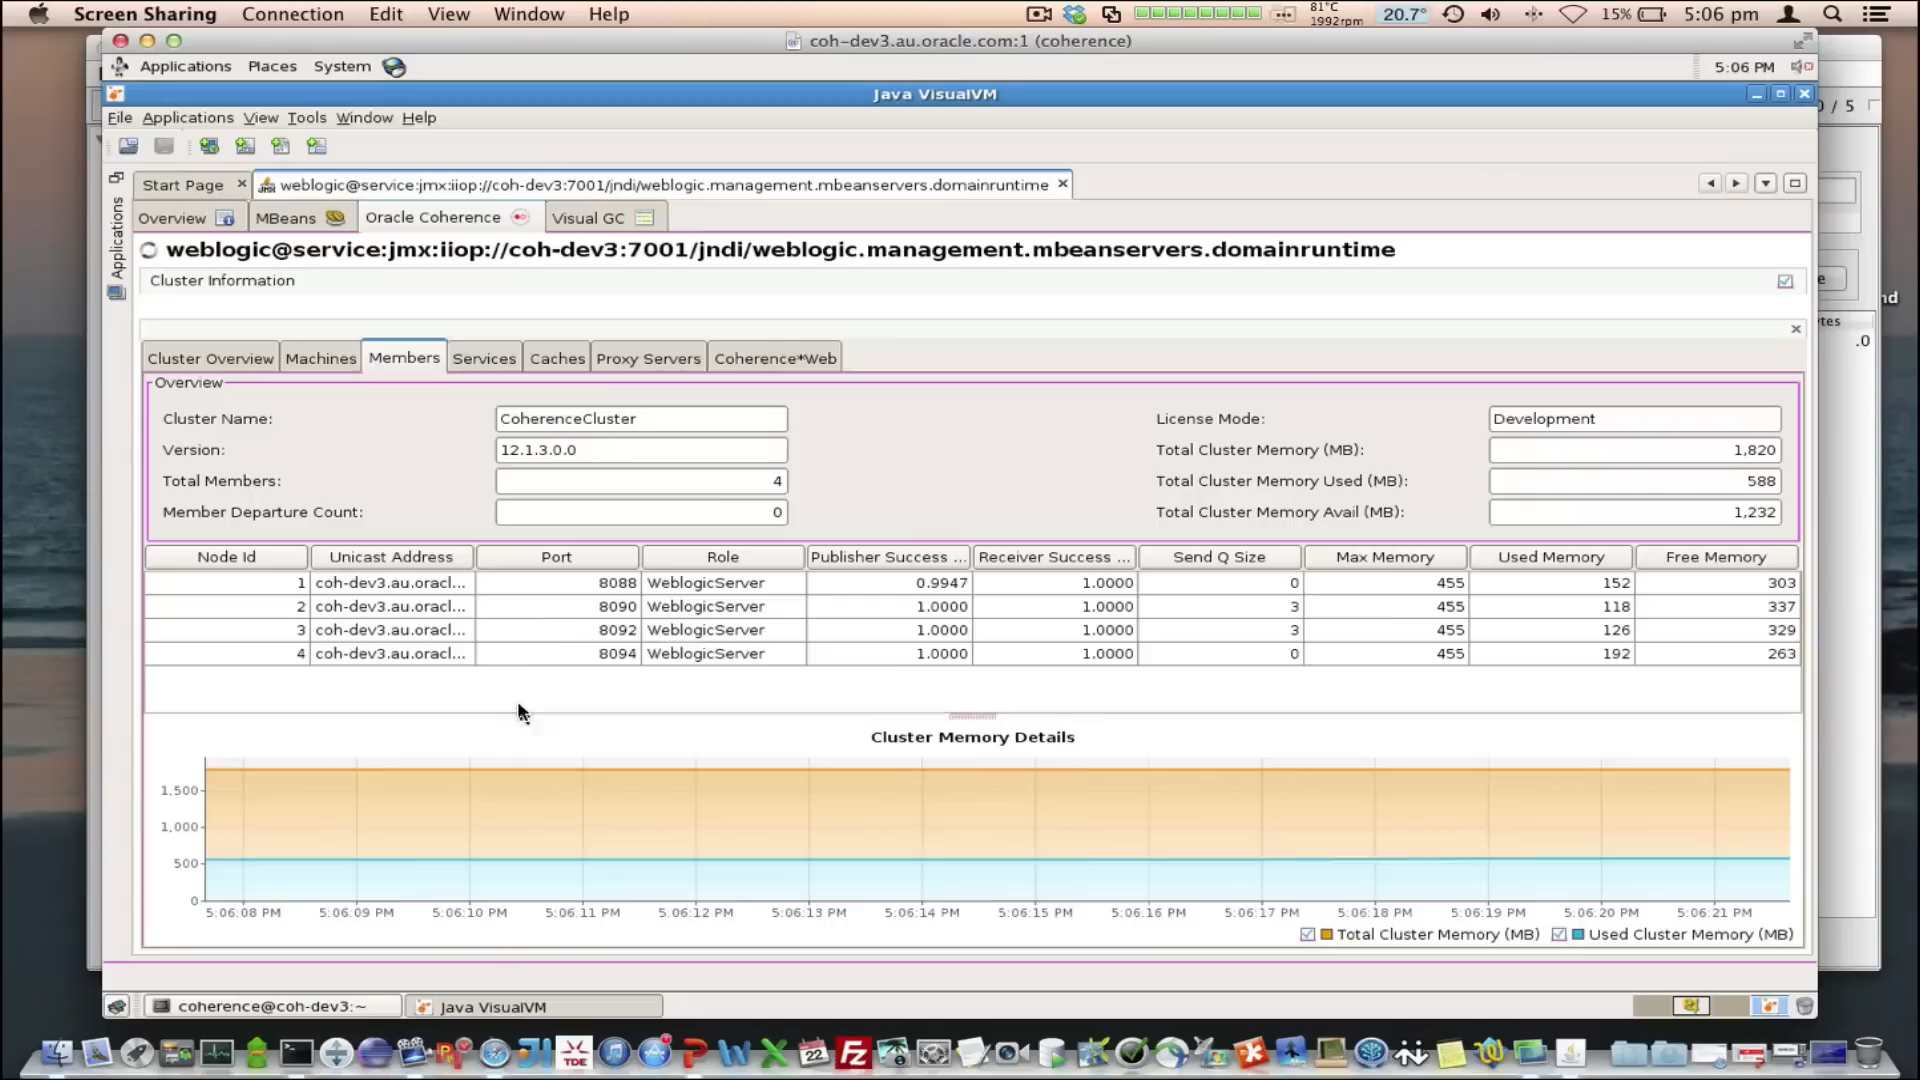 Screen Sharing Connection Edit View Window Help 81°C 1992rpm 20.7° 15% 5:06 pm
coh-dev3.au.oracle.com:1 (coherence)
Applications Places System 5:06 PM
Java VisualVM
/ 5
File Applications View Tools Window Help
Start Page weblogic@service:jmx:iiop://coh-dev3:7001/jndi/weblogic.management.mbeanservers.domainruntime
Applications
Overview MBeans Oracle Coherence Visual GC
weblogic@service:jmx:iiop://coh-dev3:7001/jndi/weblogic.management.mbeanservers.domainruntime
Cluster Information
Cluster Overview Machines Members Services Caches Proxy Servers Coherence*Web
Overview
Cluster Name: CoherenceCluster License Mode: Development
Version: 12.1.3.0.0 Total Cluster Memory (MB): 1,820
Total Members: 4 Total Cluster Memory Used (MB): 588
Member Departure Count: 0 Total Cluster Memory Avail (MB): 1,232
Node Id Unicast Address Port Role Publisher Success ... Receiver Success ... Send Q Size Max Memory Used Memory Free Memory
1 coh-dev3.au.oracl... 8088 WeblogicServer 0.9947 1.0000 0 455 152 303
2 coh-dev3.au.oracl... 8090 WeblogicServer 1.0000 1.0000 3 455 118 337
3 coh-dev3.au.oracl... 8092 WeblogicServer 1.0000 1.0000 3 455 126 329
4 coh-dev3.au.oracl... 8094 WeblogicServer 1.0000 1.0000 0 455 192 263
Cluster Memory Details
1,500
1,000
500
0
5:06:08 PM 5:06:09 PM 5:06:10 PM 5:06:11 PM 5:06:12 PM 5:06:13 PM 5:06:14 PM 5:06:15 PM 5:06:16 PM 5:06:17 PM 5:06:18 PM 5:06:19 PM 5:06:20 PM 5:06:21 PM
Total Cluster Memory (MB) Used Cluster Memory (MB)
coherence@coh-dev3:~ Java VisualVM
TDE
22